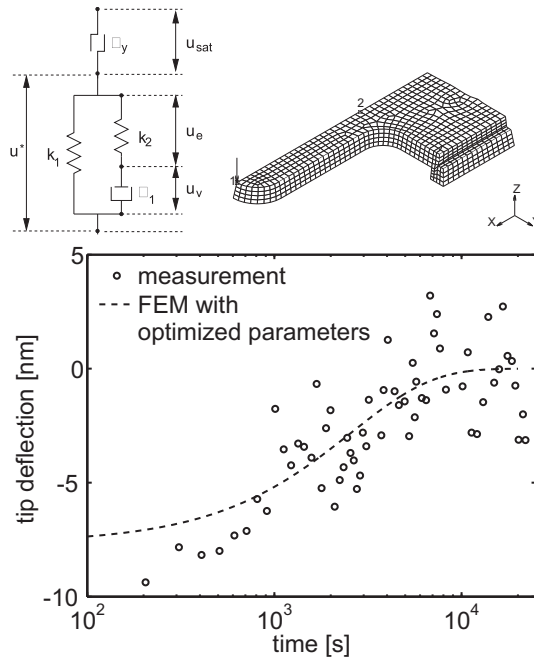 □y
u_sat
u*
k_1
k_2
u_e
u_v
□_1
2
1
Z
X
5
0
-5
-10
tip deflection [nm]
measurement
FEM with
optimized parameters
10^2
10^3
10^4
time [s]